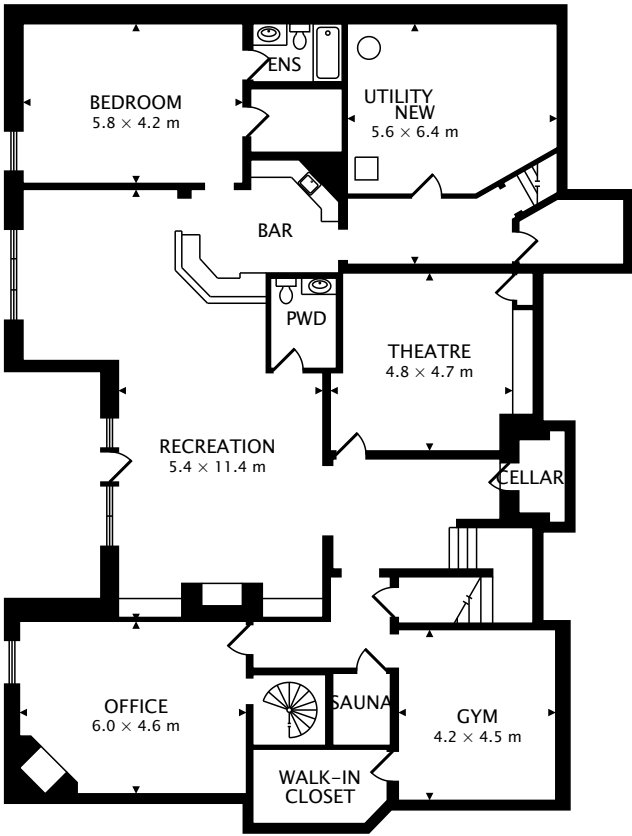 ENS
BEDROOM
5.8 × 4.2 m
UTILITY
NEW
5.6 × 6.4 m
BAR
PWD
THEATRE
4.8 × 4.7 m
RECREATION
5.4 × 11.4 m
CELLAR
OFFICE
6.0 × 4.6 m
SAUNA
GYM
4.2 × 4.5 m
WALK-IN
CLOSET